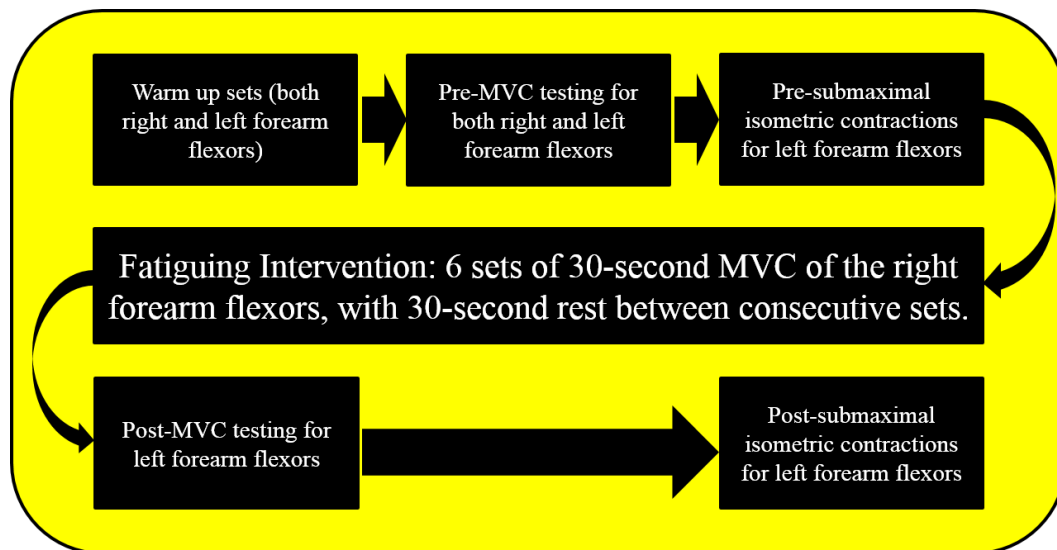 Warm up sets (both
right and left forearm
flexors)
Pre-MVC testing for
both right and left
forearm flexors
Pre-submaximal
isometric contractions
for left forearm flexors
Fatiguing Intervention: 6 sets of 30-second MVC of the right
forearm flexors, with 30-second rest between consecutive sets.
Post-MVC testing for
left forearm flexors
Post-submaximal
isometric contractions
for left forearm flexors